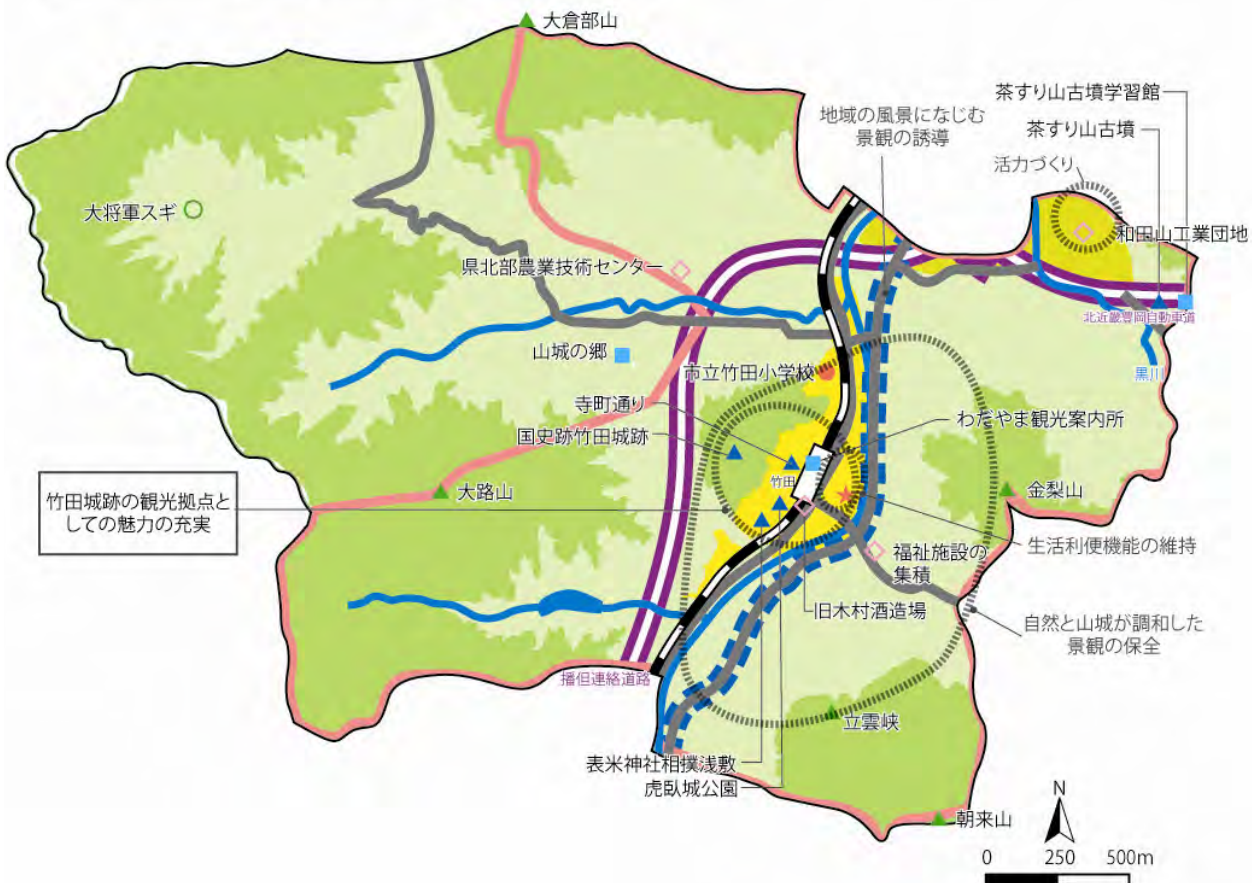 大倉部山
茶すり山古墳学習館
地域の風景になじむ
景観の誘導
茶すり山古墳
活力づくり
大将軍スギ
和田山工業団地
県北部農業技術センター
北近畿豊岡自動車道
山城の郷
市立竹田小学校
黒川
寺町通り
わだやま観光案内所
国史跡竹田城跡
竹田
竹田城跡の観光拠点と
しての魅力の充実
大路山
金梨山
生活利便機能の維持
福祉施設の
集積
旧木村酒造場
自然と山城が調和した
景観の保全
播但連絡道路
立雲峡
表米神社相撲浅敷
虎臥城公園
朝来山
N
0 250 500m